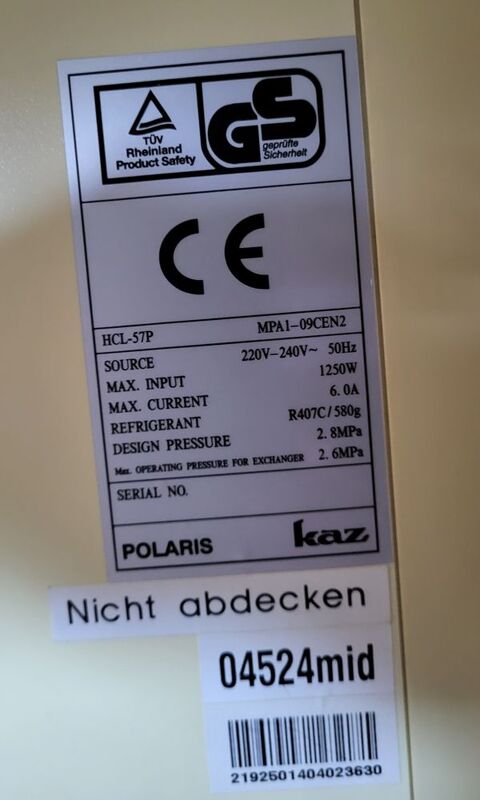 TÜV
Rheinland
Product Safety
GS
geprüfte
Sicherheit
CE
HCL-57P MPA1-09CEN2
SOURCE 220V-240V~ 50Hz
MAX. INPUT 1250W
MAX. CURRENT 6.0A
REFRIGERANT R407C/580g
DESIGN PRESSURE 2.8MPa
Max. OPERATING PRESSURE FOR EXCHANGER 2.6MPa
SERIAL NO.
POLARIS kaz
Nicht abdecken
04524mid
2192501404023630